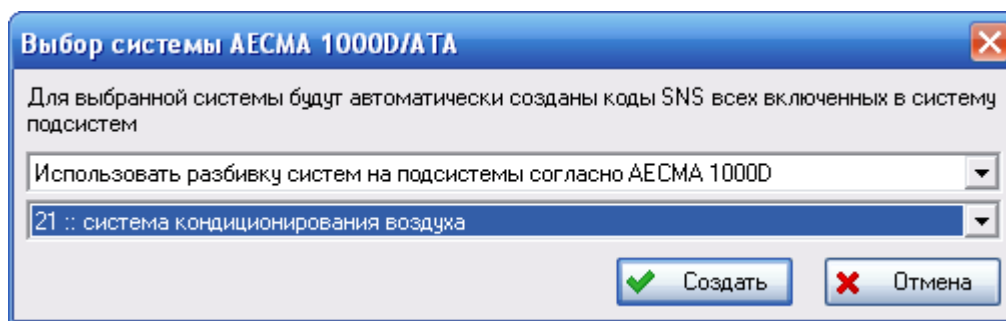 Выбор системы AECMA 1000D/ATA
Для выбранной системы будут автоматически созданы коды SNS всех включенных в систему
подсистем
Использовать разбивку систем на подсистемы согласно AECMA 1000D
21 :: система кондиционирования воздуха
Создать
Отмена